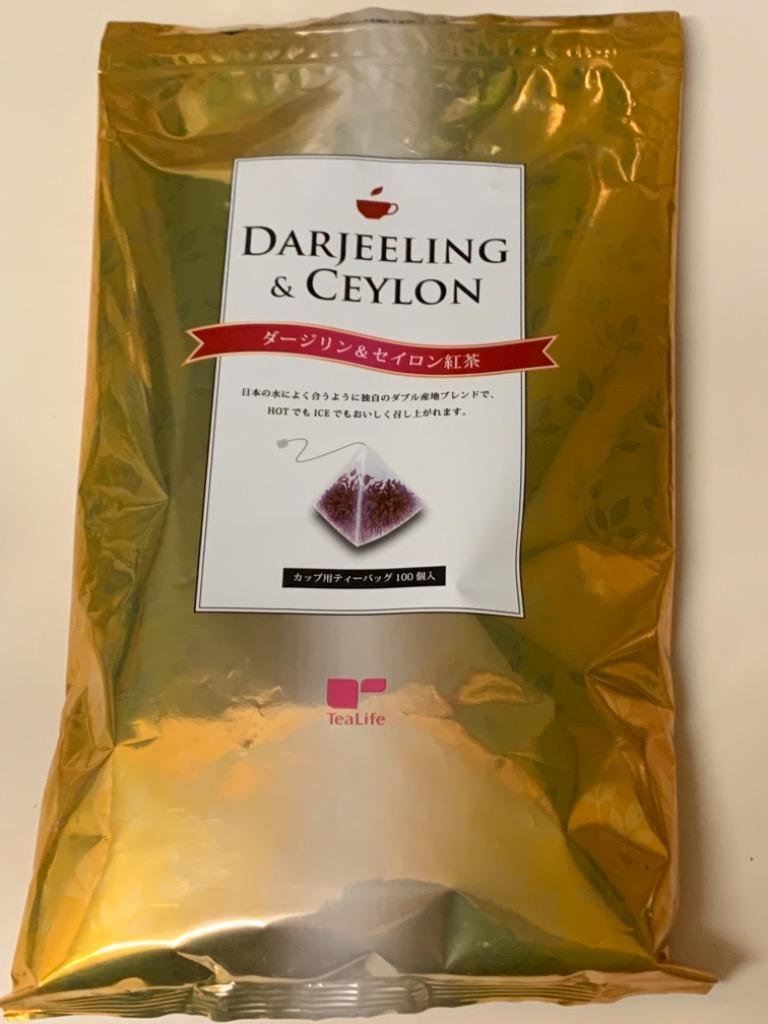 DARJEELING
& CEYLON
ダージリン&セイロン紅茶
日本の水によく合うように独自のダブル産地ブレンドで、
HOTでもICEでもおいしく召し上がれます。
カップ用ティーバッグ100個入
TeaLife